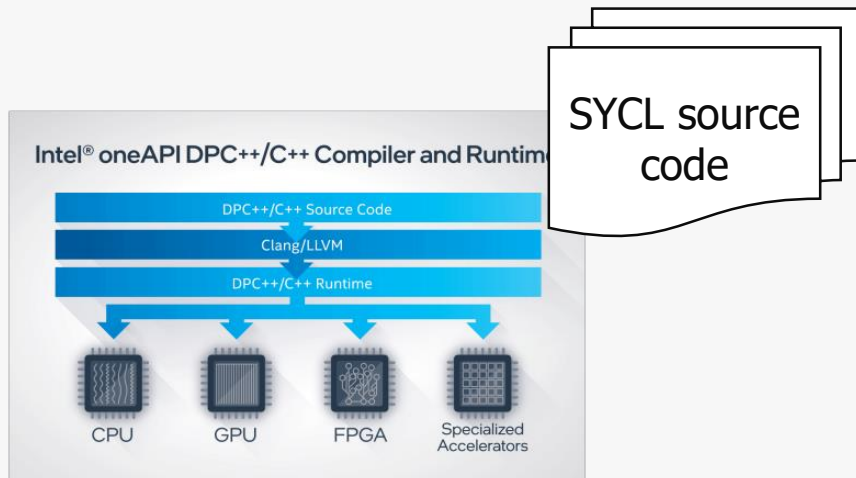 SYCL source
code
Intel® oneAPI DPC++/C++ Compiler and Runtime
DPC++/C++ Source Code
Clang/LLVM
DPC++/C++ Runtime
CPU
GPU
FPGA
Specialized
Accelerators